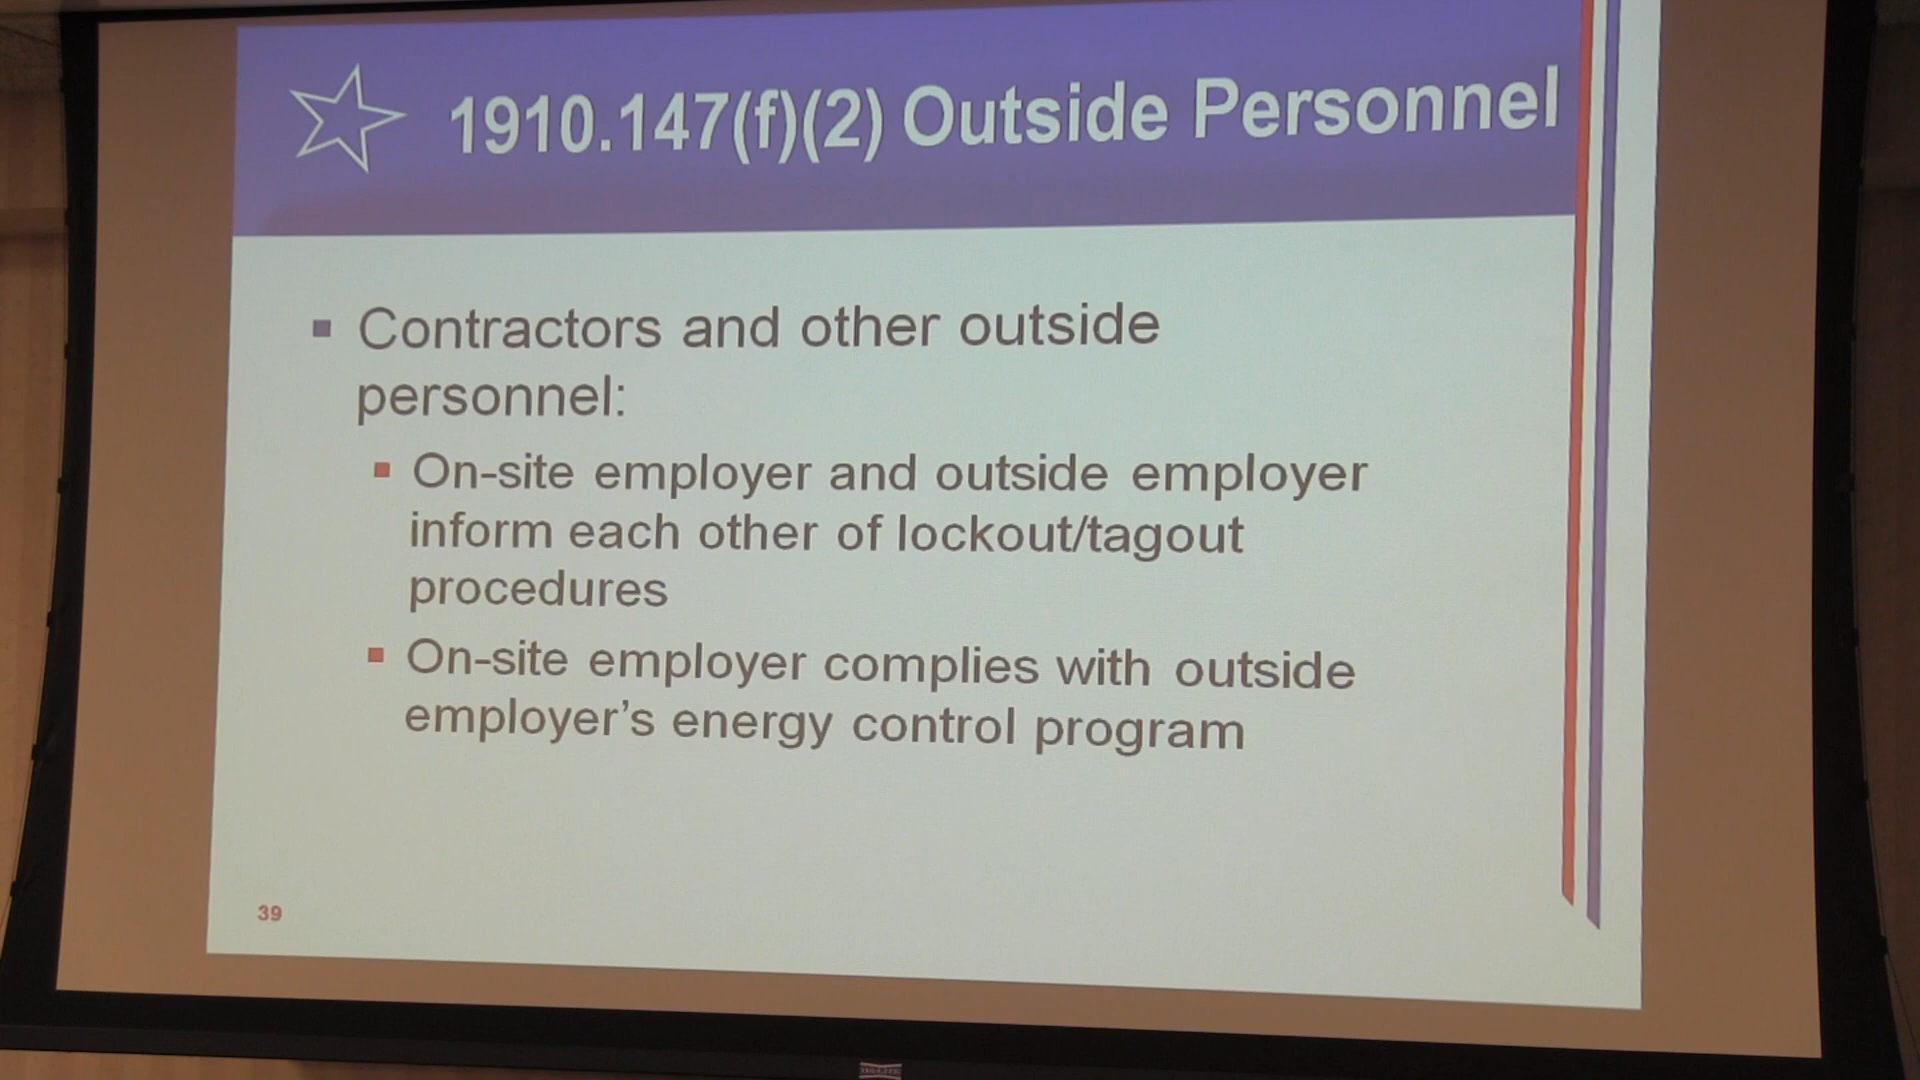 1910.147(f)(2) Outside Personnel
Contractors and other outside
personnel:
On-site employer and outside employer
inform each other of lockout/tagout
procedures
On-site employer complies with outside
employer's energy control program
39